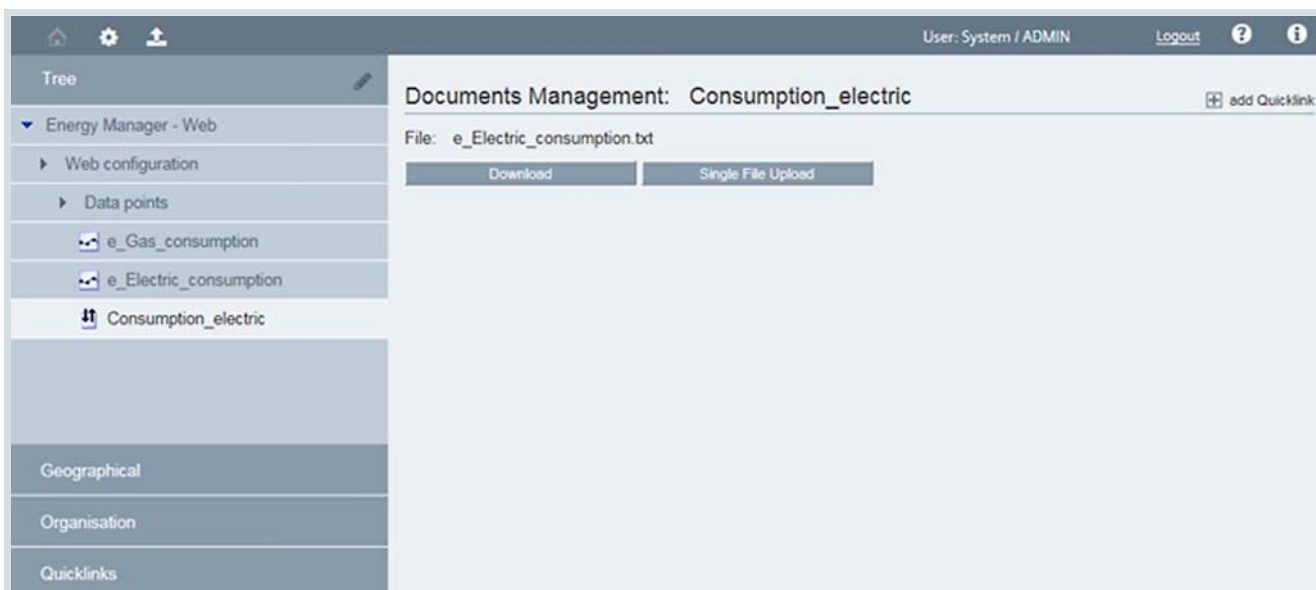 User: System / ADMIN
Logout
Tree
Documents Management: Consumption_electric
add Quicklink
Energy Manager - Web
File: e_Electric_consumption.txt
Web configuration
Download
Single File Upload
Data points
e_Gas_consumption
e_Electric_consumption
Consumption_electric
Geographical
Organisation
Quicklinks